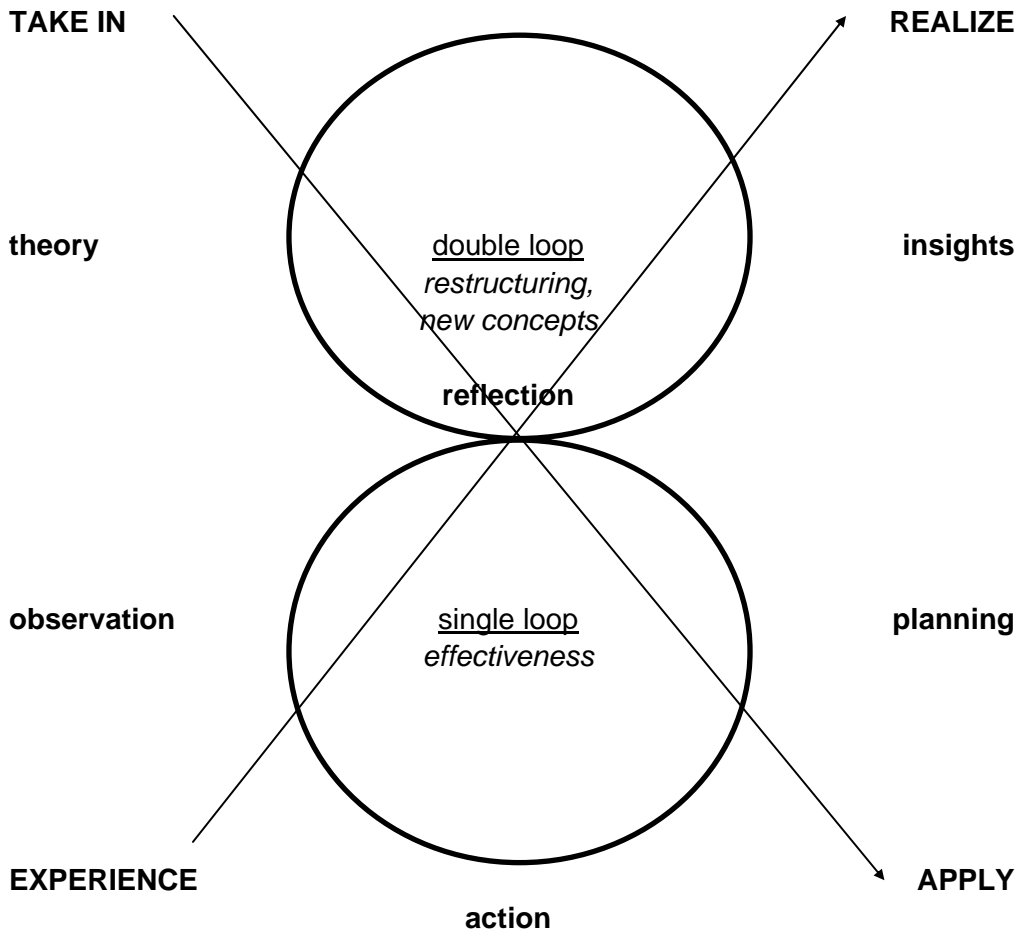 TAKE IN
REALIZE
theory
double loop
insights
restructuring,
new concepts
reflection
observation
single loop
planning
effectiveness
EXPERIENCE
APPLY
action